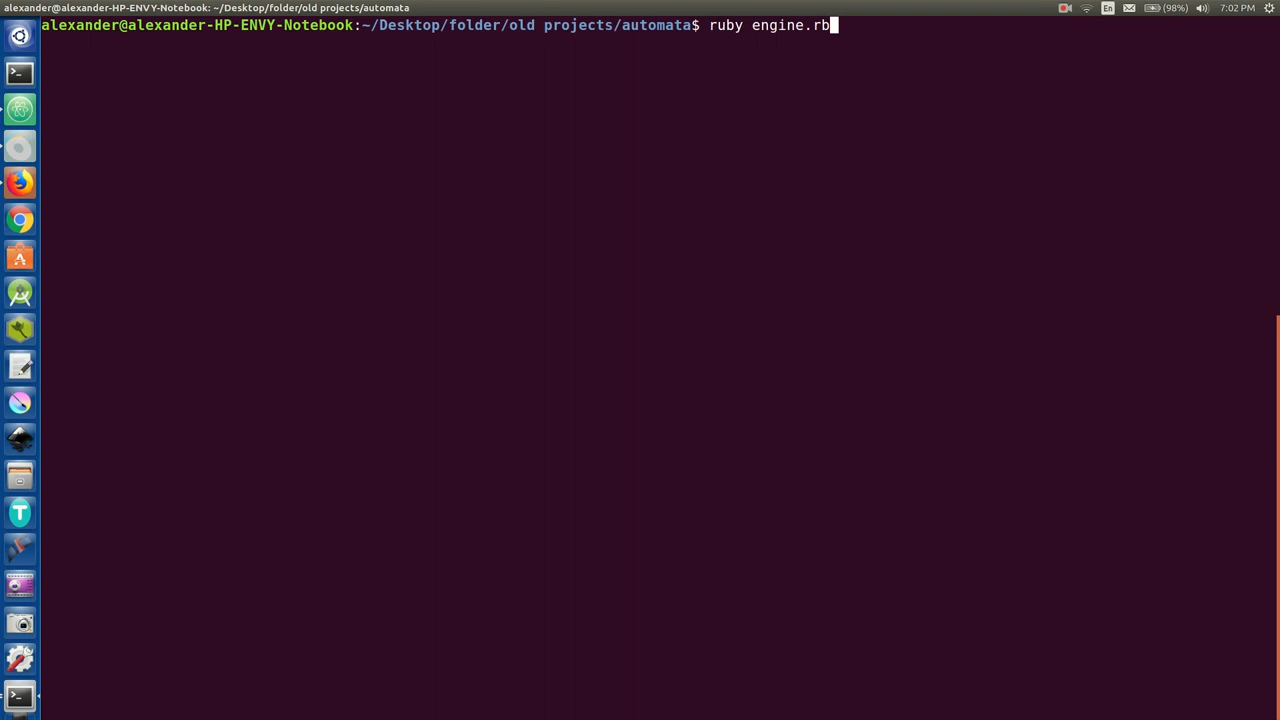 alexander@alexander-HP-ENVY-Notebook: ~/Desktop/folder/old projects/automata
En
(98%)
7:02 PM
alexander@alexander-HP-ENVY-Notebook:~/Desktop/folder/old projects/automata$ ruby engine.rb